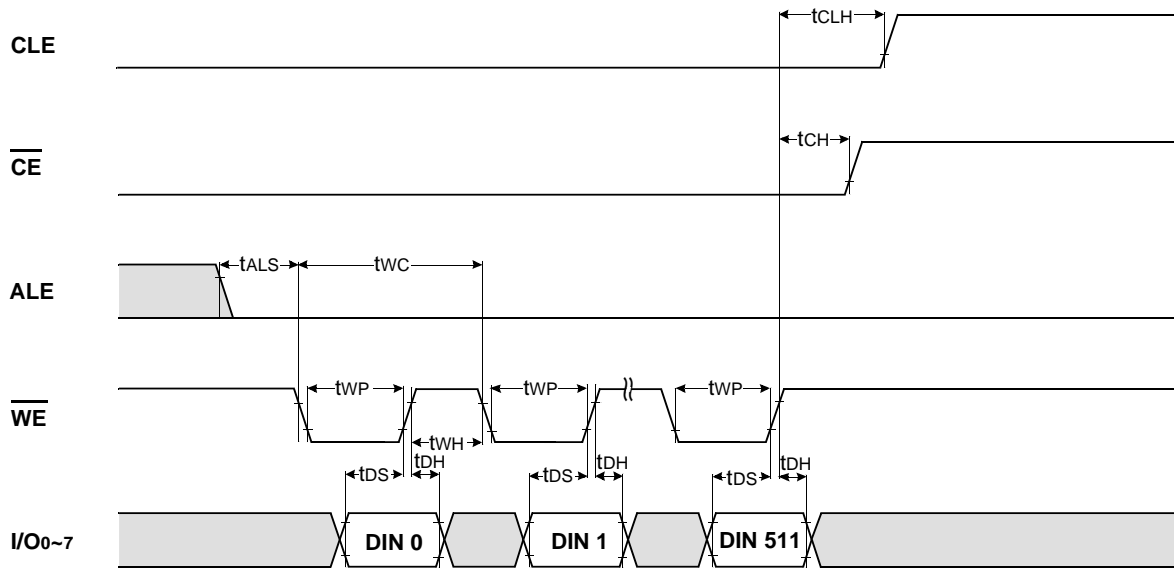 tCLH
CLE
tCH
CE
tALS
tWC
ALE
tWP
tWP
tWP
WE
tWH
tDS
tDH
tDS
tDH
tDS
tDH
I/O0~7
DIN 0
DIN 1
DIN 511